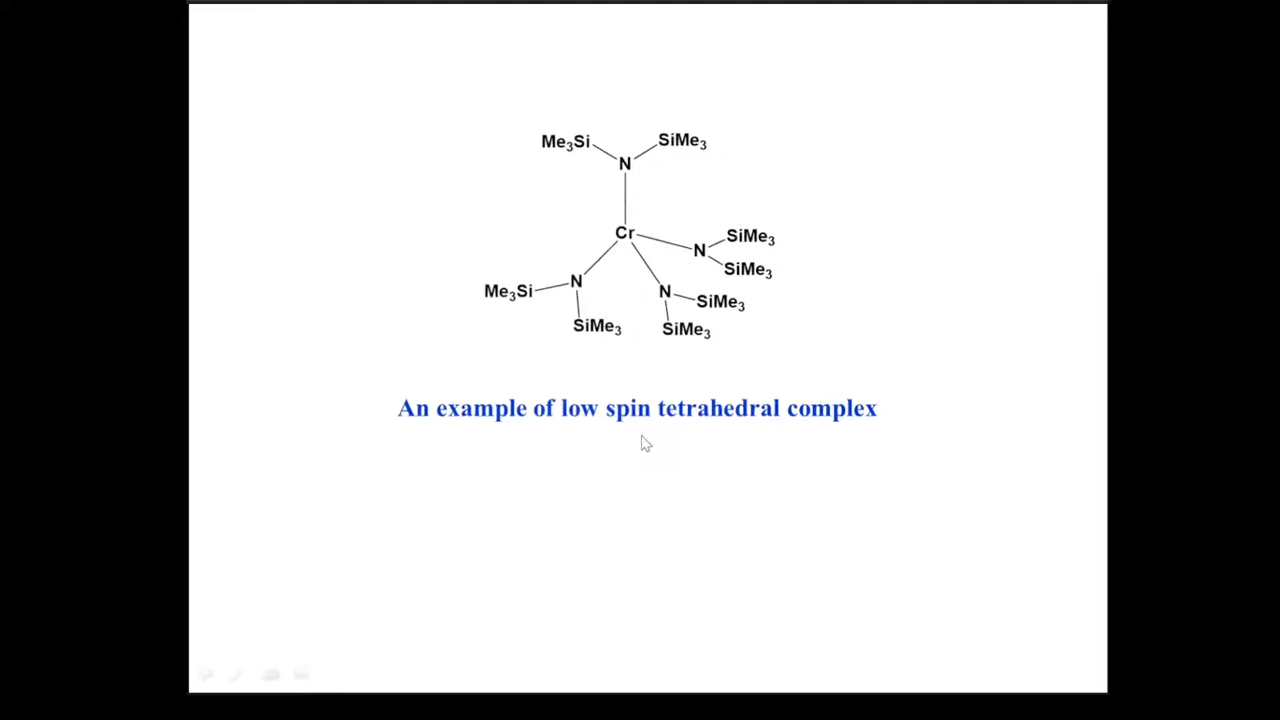 Me3Si SiMe3
N
Cr
N SiMe3
SiMe3
N
Me3Si
SiMe3
N SiMe3
SiMe3
An example of low spin tetrahedral complex